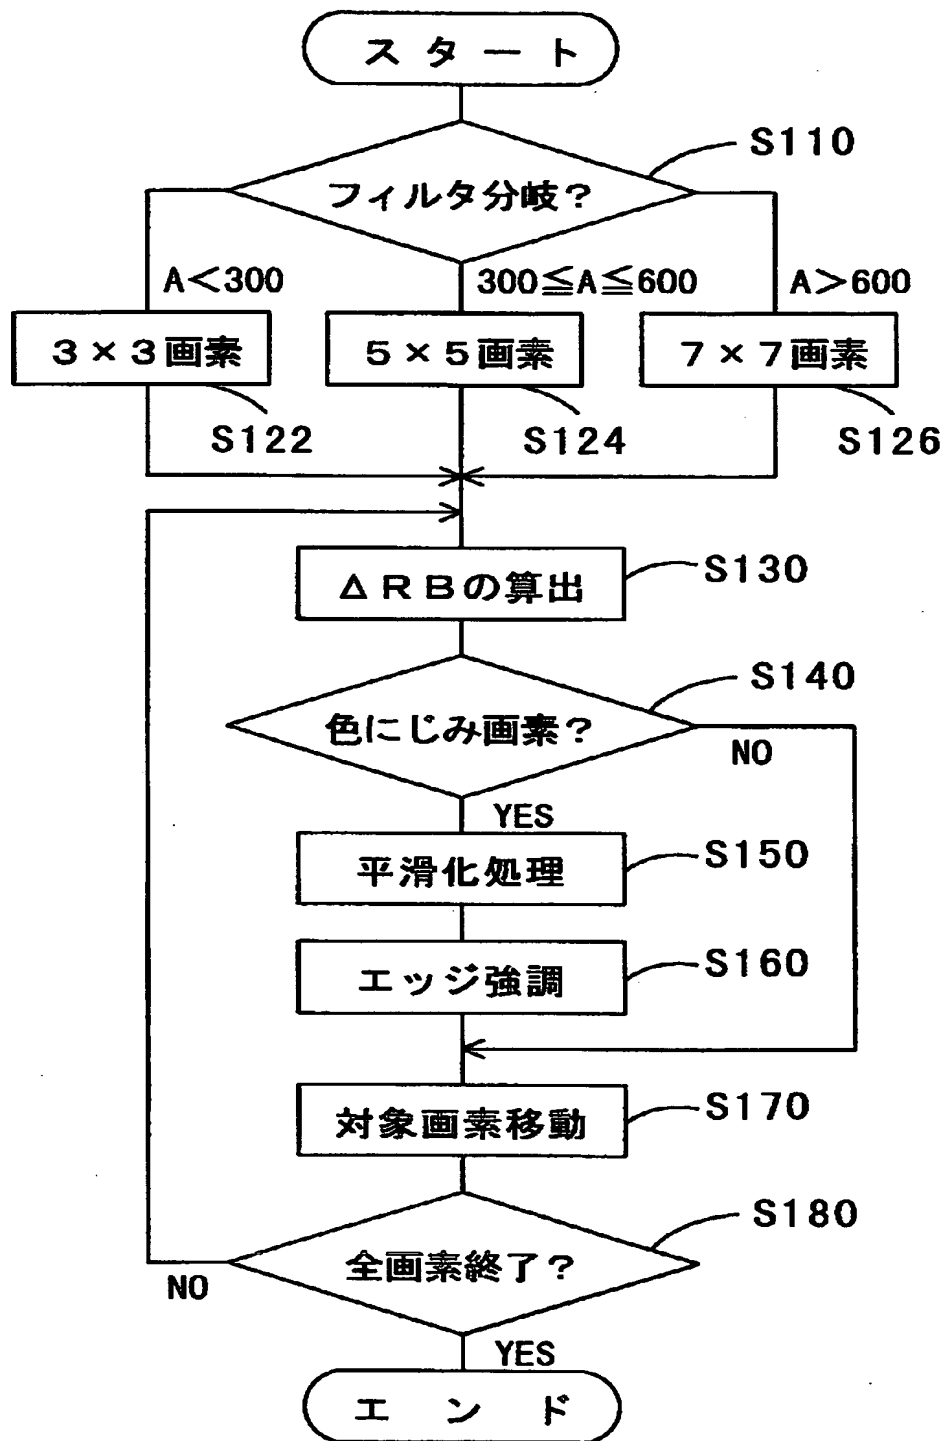 スタート
S110
フィルタ分岐?
A<300
300≦A≦600
A>600
3×3画素
5×5画素
7×7画素
S122
S124
S126
ΔRBの算出
S130
色にじみ画素?
S140
NO
YES
平滑化処理
S150
エッジ強調
S160
対象画素移動
S170
全画素終了?
S180
NO
YES
エンド